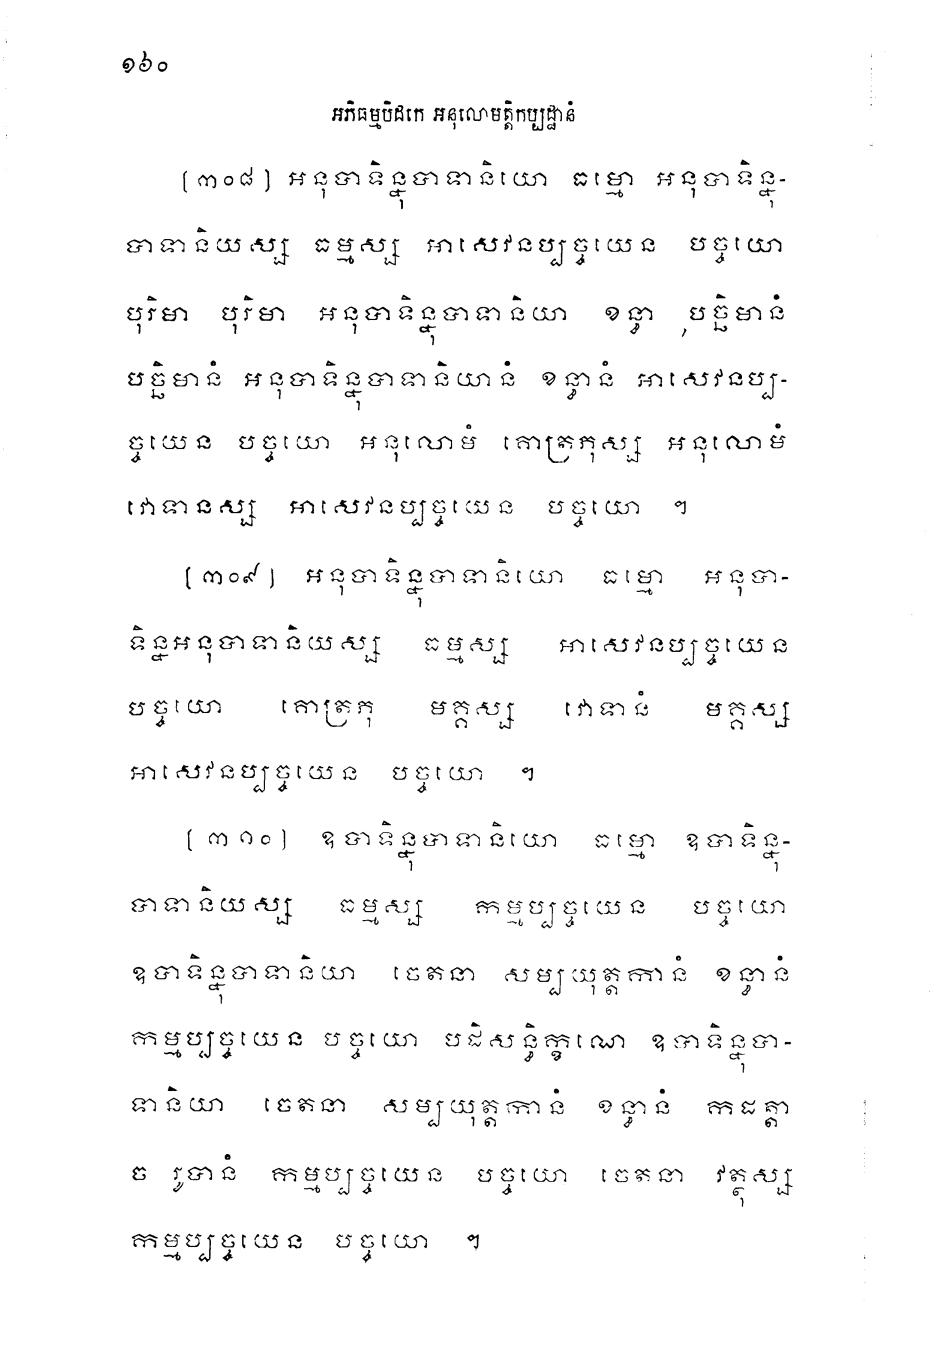 ១៦០
អភិធម្មបិដកេ អនុលោមត្តិកប្បដ្ឋានំ
[៣០៨] អនុបាទិន្នុបាទានិយោ ធម្មោ អនុបាទិន្នុ-
បាទានិយស្ស ធម្មស្ស អាសេវនប្បច្ចយេន បច្ចយោ
បុរិមា បុរិមា អនុបាទិន្នុបាទានិយា ខន្ធា បច្ឆិមានំ
បច្ឆិមានំ អនុបាទិន្នុបាទានិយានំ ខន្ធានំ អាសេវនប្ប-
ច្ចយេន បច្ចយោ អនុលោមំ គោត្រភុស្ស អនុលោមំ
វោទានស្ស អាសេវនប្បច្ចយេន បច្ចយោ ។
[៣០៩] អនុបាទិន្នុបាទានិយោ ធម្មោ អនុបា-
ទិន្នអនុបាទានិយស្ស ធម្មស្ស អាសេវនប្បច្ចយេន
បច្ចយោ គោត្រភុ មគ្គស្ស វោទានំ មគ្គស្ស
អាសេវនប្បច្ចយេន បច្ចយោ ។
[៣១០] ឧបាទិន្នុបាទានិយោ ធម្មោ ឧបាទិន្នុ-
បាទានិយស្ស ធម្មស្ស កម្មប្បច្ចយេន បច្ចយោ
ឧបាទិន្នុបាទានិយា ចេតនា សម្បយុត្តកានំ ខន្ធានំ
កម្មប្បច្ចយេន បច្ចយោ បដិសន្ធិក្ខណេ ឧបាទិន្នុបា-
ទានិយា ចេតនា សម្បយុត្តកានំ ខន្ធានំ កដត្តា
ច រូបានំ កម្មប្បច្ចយេន បច្ចយោ ចេតនា វត្ថុស្ស
កម្មប្បច្ចយេន បច្ចយោ ។